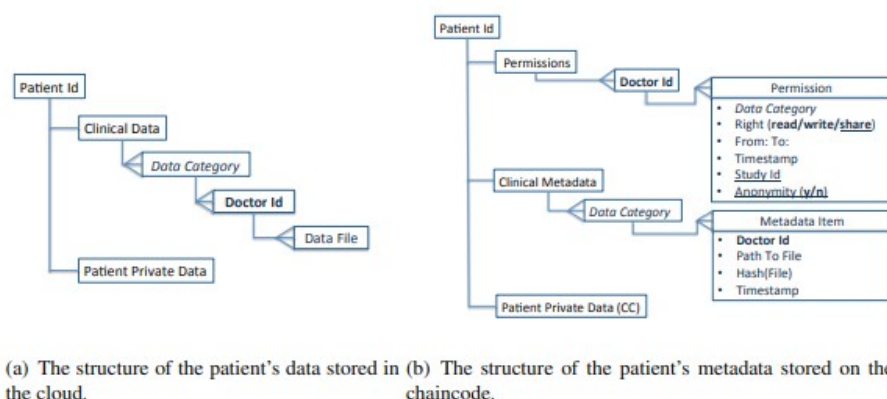 Patient Id
Clinical Data
Data Category
Doctor Id
Data File
Patient Private Data
Patient Id
Permissions
Doctor Id
Permission
• Data Category
• Right (read/write/share)
• From: To:
• Timestamp
• Study Id
• Anonymity (y/n)
Clinical Metadata
Data Category
Metadata Item
• Doctor Id
• Path To File
• Hash(File)
• Timestamp
Patient Private Data (CC)
(a) The structure of the patient's data stored in
the cloud.
(b) The structure of the patient's metadata stored on the
chaincode.